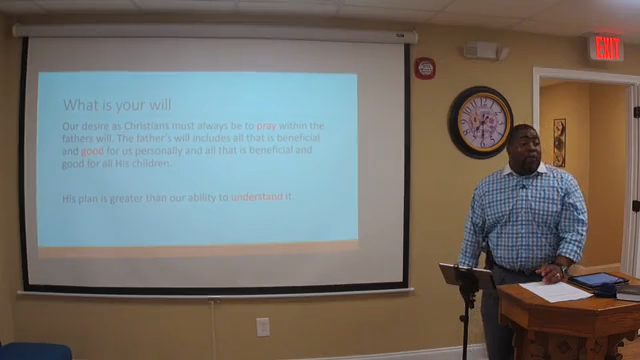 What is your will
Our desire as Christians must always be to pray within the
fathers will. The father's will includes all that is beneficial
and good for us personally and all that is beneficial and
good for all His children.
His plan is greater than our ability to understand it.
EXIT